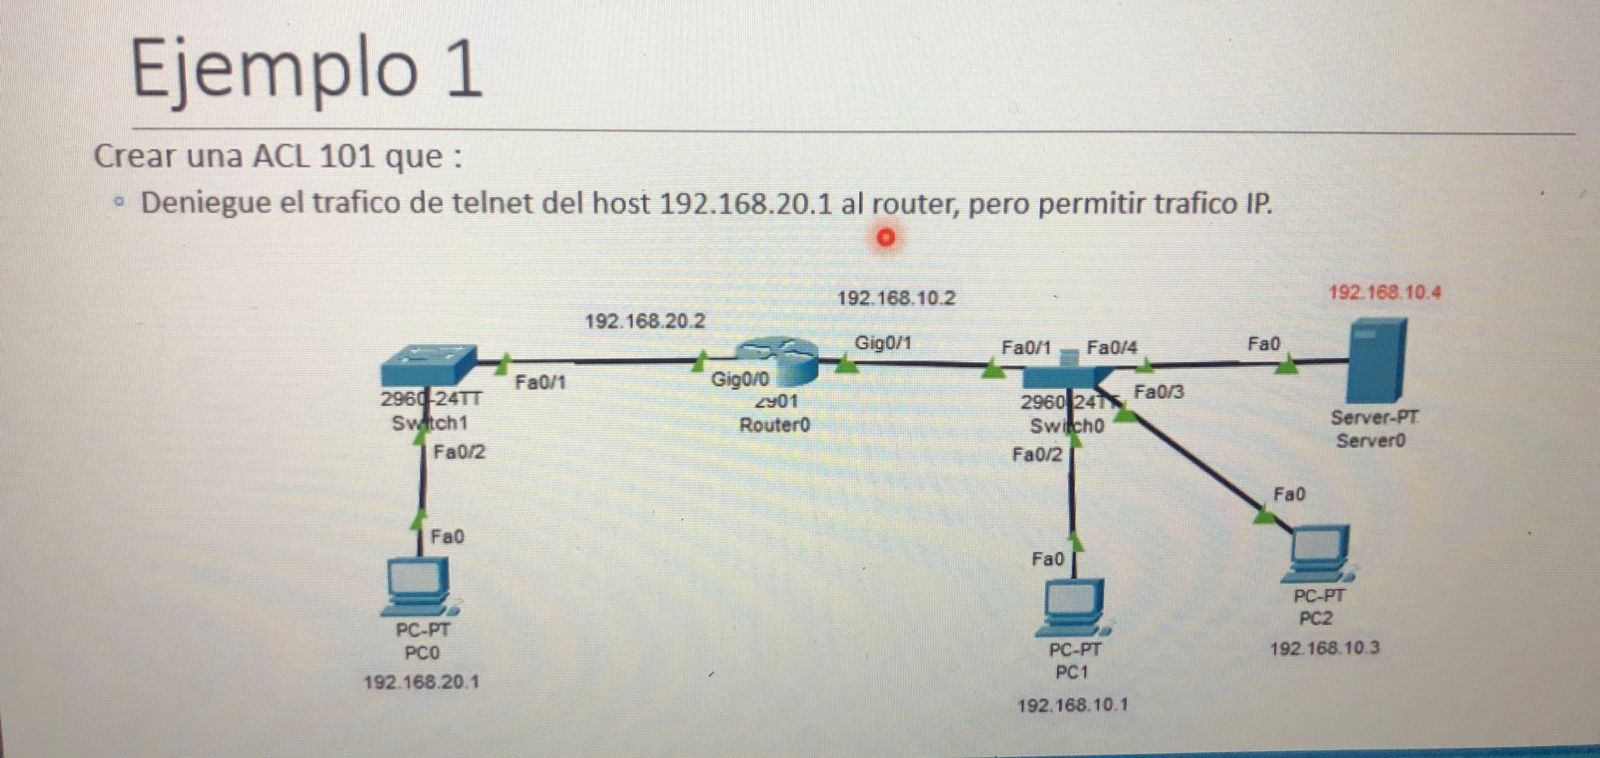 Ejemplo 1
Crear una ACL 101 que :
Deniegue el trafico de telnet del host 192.168.20.1 al router, pero permitir trafico IP.
192.168.10.4
192.168.10.2
192.168.20.2
Gig0/1
Fa0/1
Fa0/4
Fa0
Fa0/1
Gig0/0
Fa0/3
2960-24TT
Switch1
2901
Router0
2960-24TT
Switch0
Server-PT
Server0
Fa0/2
Fa0/2
Fa0
Fa0
Fa0
PC-PT
PC0
192.168.20.1
PC-PT
PC1
192.168.10.1
PC-PT
PC2
192.168.10.3